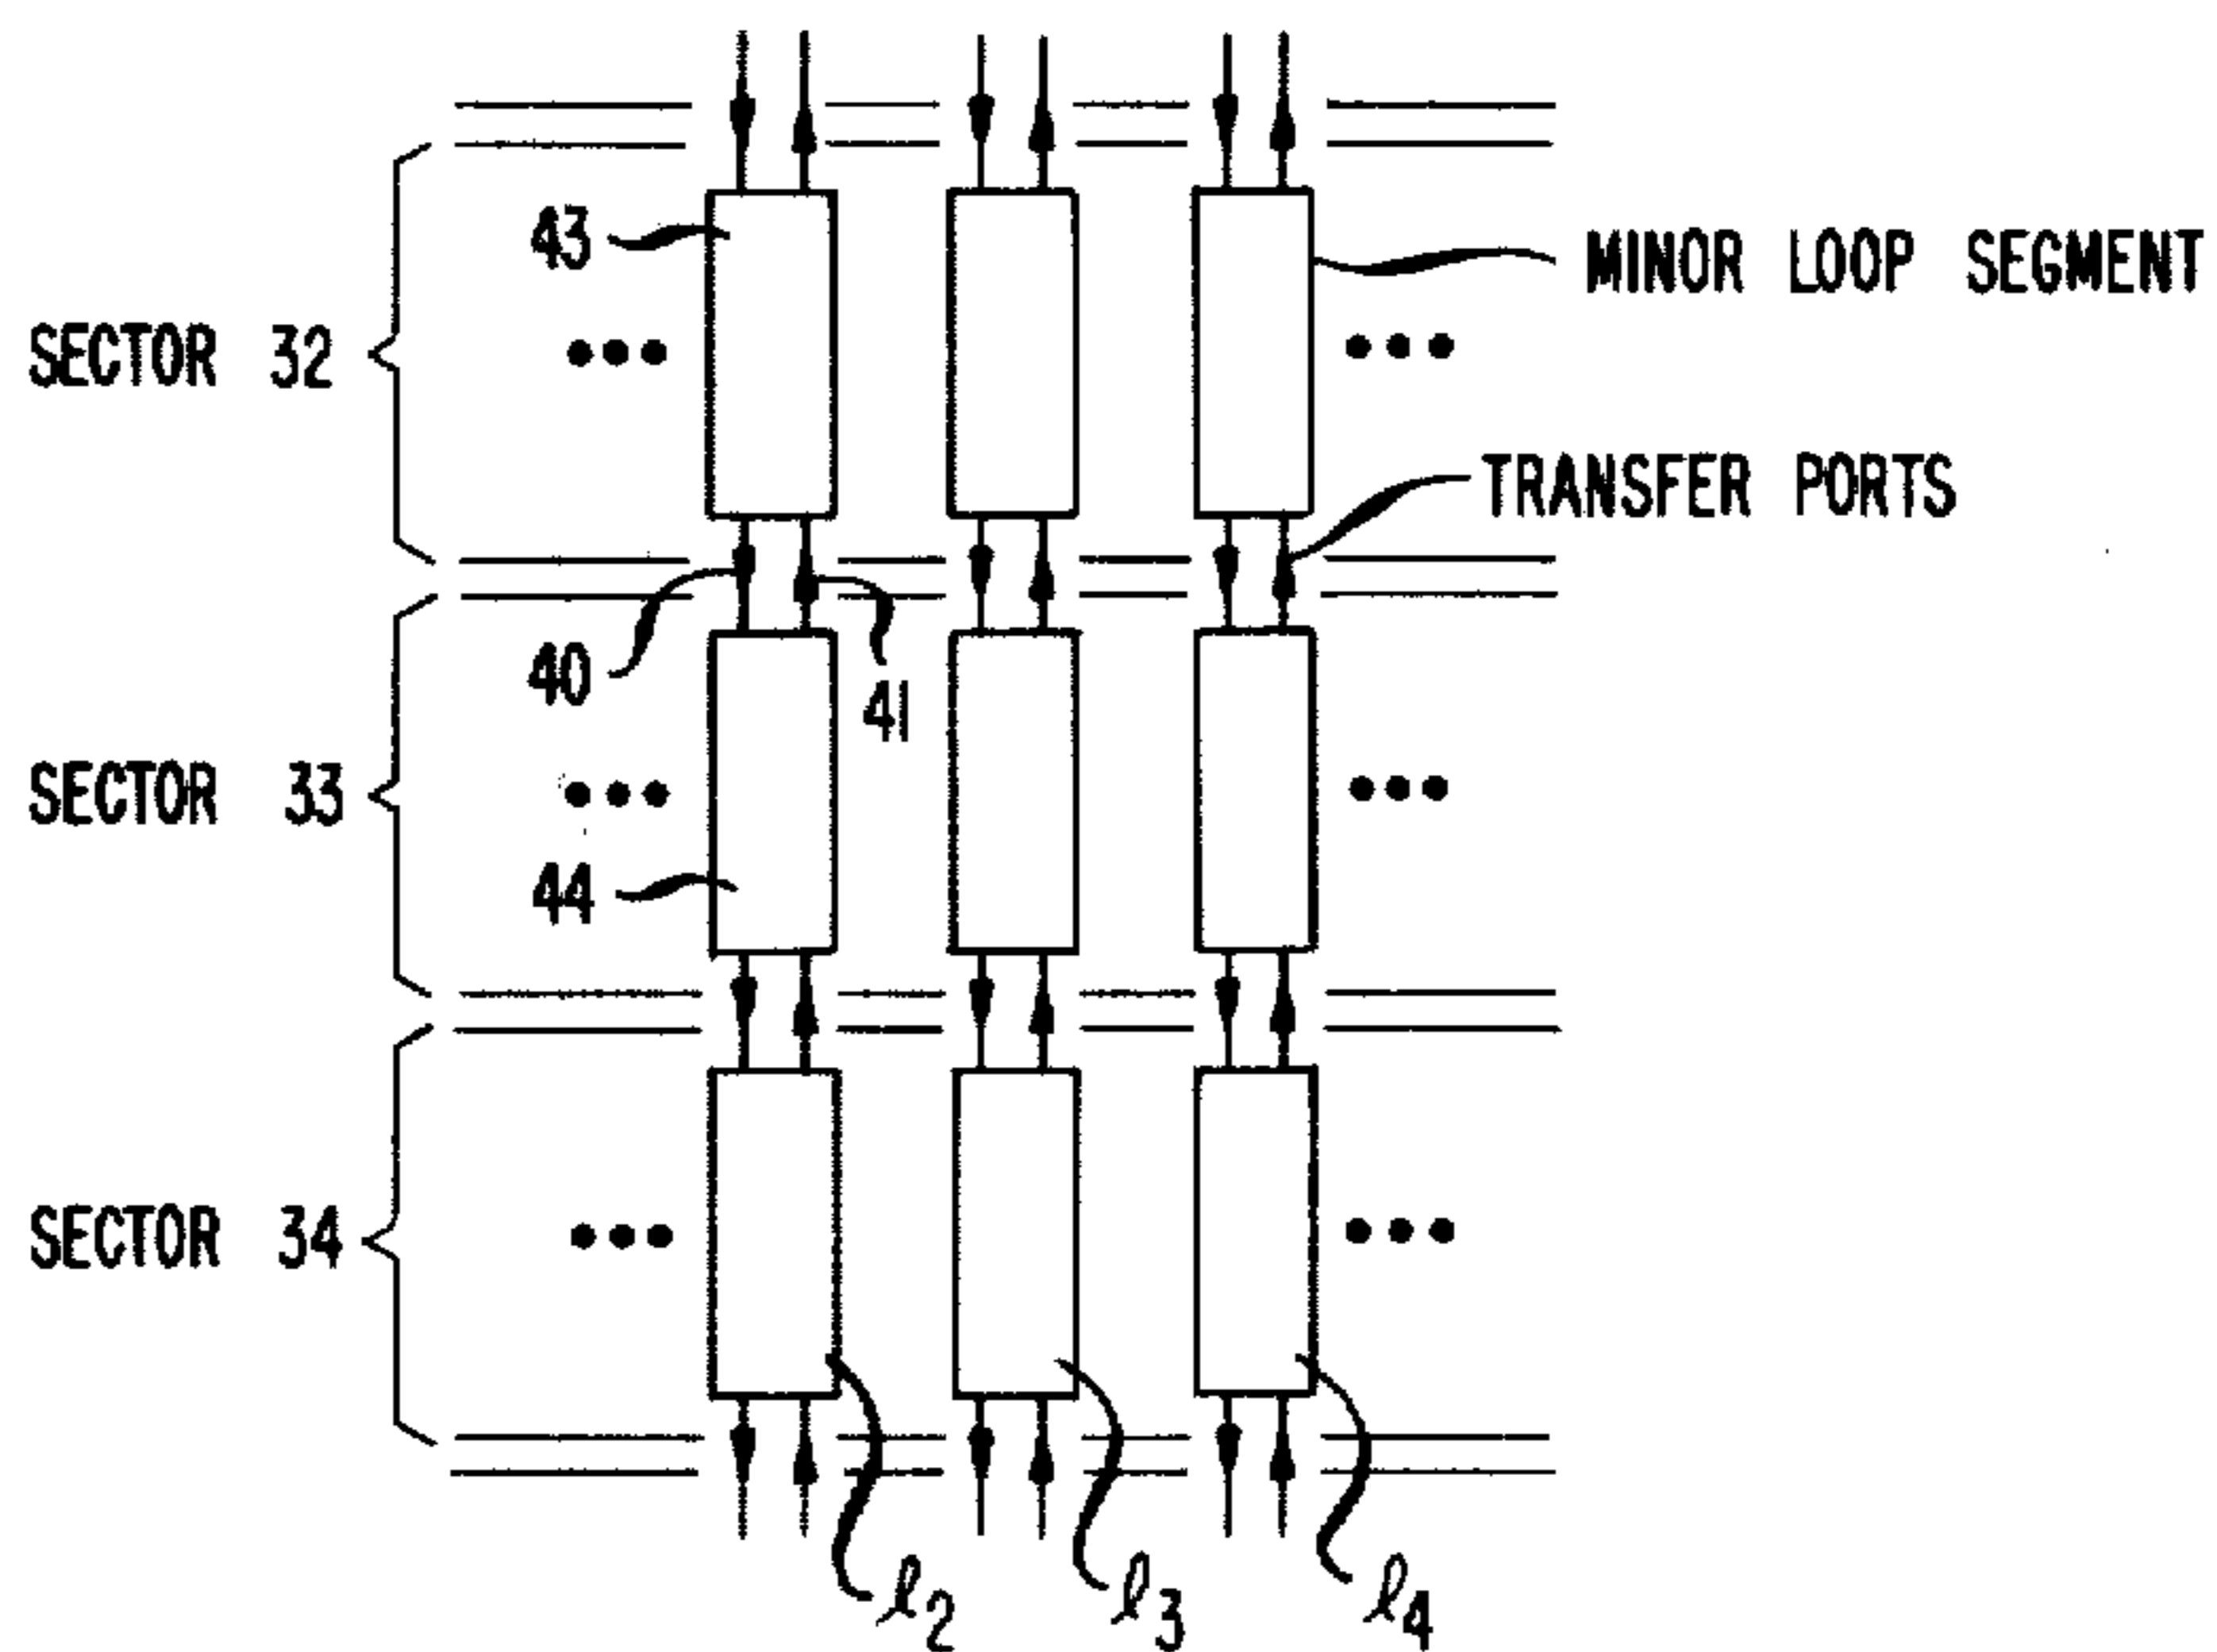 43
MINOR LOOP SEGMENT
SECTOR 32
TRANSFER PORTS
40
41
SECTOR 33
44
SECTOR 34
ℓ2
ℓ3
ℓ4